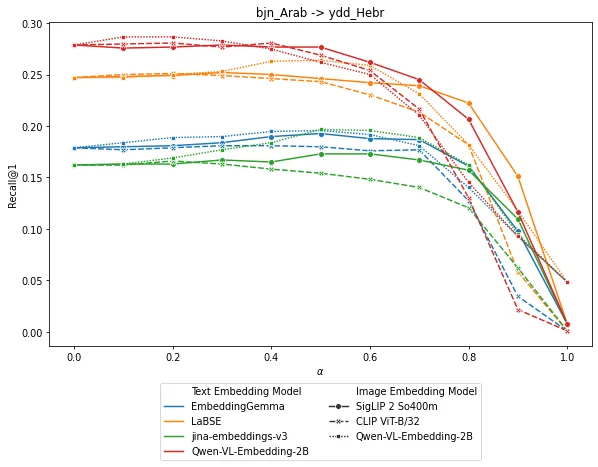 bjn_Arab -> ydd_Hebr
Recall@1
0.30
0.25
0.20
0.15
0.10
0.05
0.00
0.0 0.2 0.4 0.6 0.8 1.0
α
Text Embedding Model Image Embedding Model
EmbeddingGemma SigLIP 2 So400m
LaBSE CLIP ViT-B/32
jina-embeddings-v3 Qwen-VL-Embedding-2B
Qwen-VL-Embedding-2B